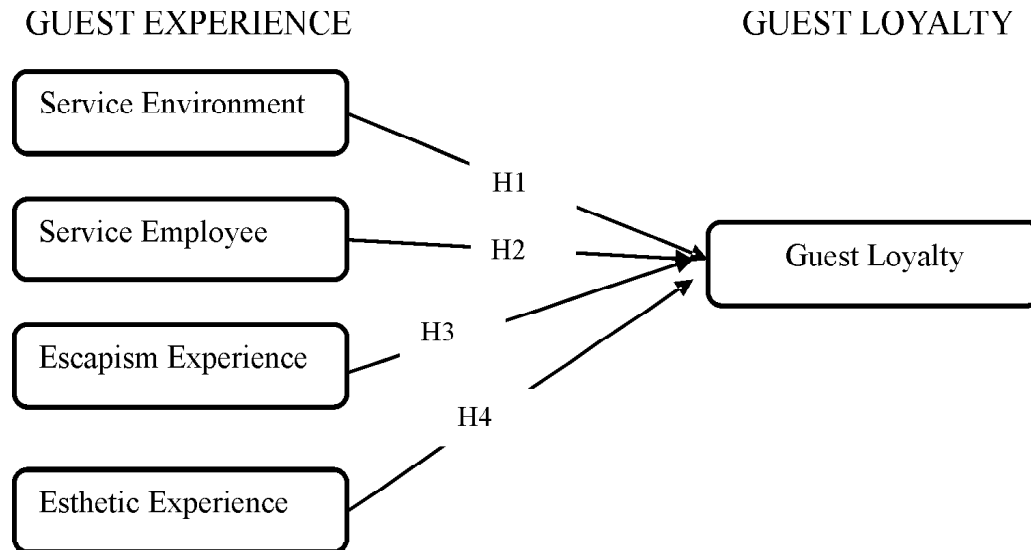 GUEST EXPERIENCE
GUEST LOYALTY
Service Environment
H1
Service Employee
H2
Guest Loyalty
Escapism Experience
H3
H4
Esthetic Experience